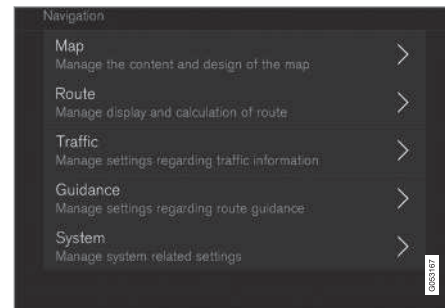 Navigation
Map
Manage the content and design of the map
Route
Manage display and calculation of route
Traffic
Manage settings regarding traffic information
Guidance
Manage settings regarding route guidance
System
Manage system related settings
G053167